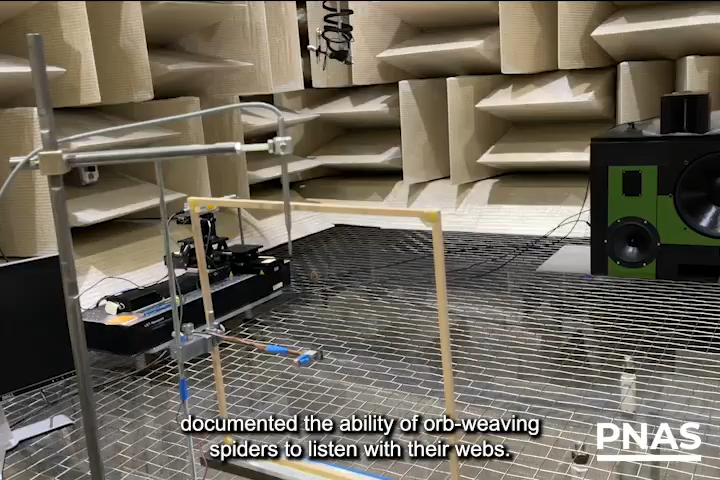 documented the ability of orb-weaving
spiders to listen with their webs.
PNAS